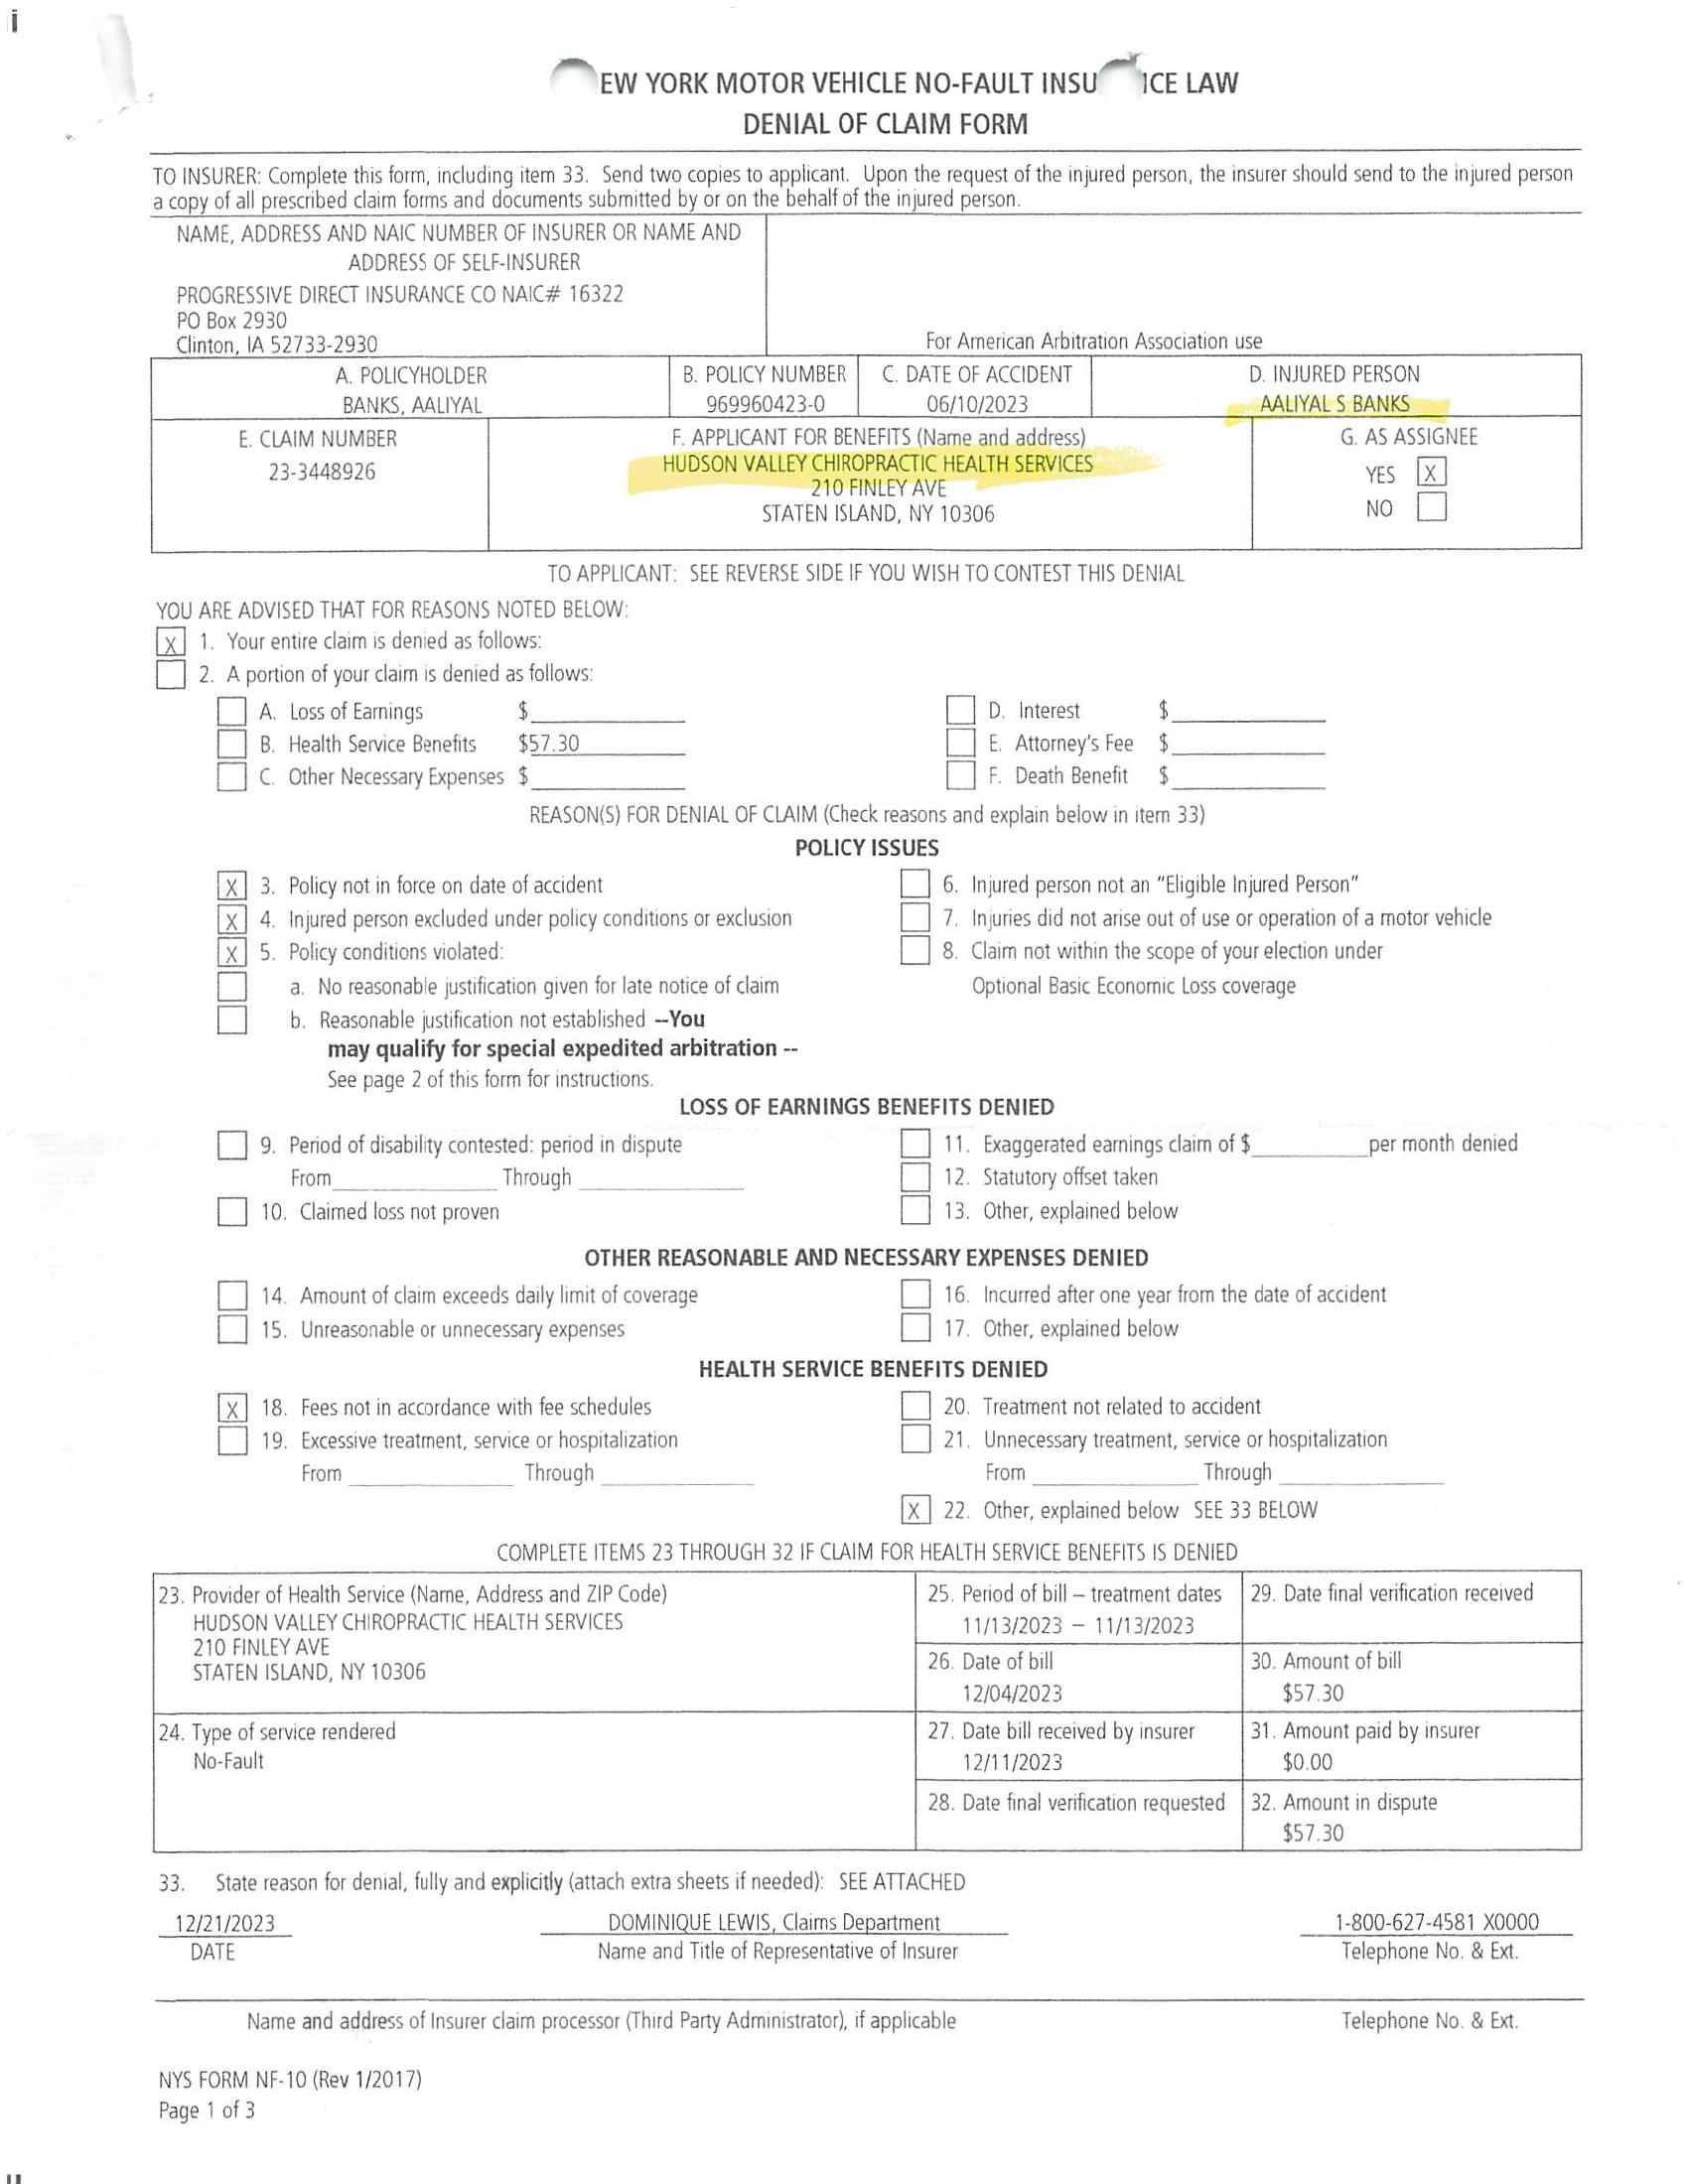 EW YORK MOTOR VEHICLE NO-FAULT INSU ICE LAW
DENIAL OF CLAIM FORM
TO INSURER: Complete this form, including item 33. Send two copies to applicant. Upon the request of the injured person, the insurer should send to the injured person
a copy of all prescribed claim forms and documents submitted by or on the behalf of the injured person.
NAME, ADDRESS AND NAIC NUMBER OF INSURER OR NAME AND
ADDRESS OF SELF-INSURER
PROGRESSIVE DIRECT INSURANCE CO NAIC# 16322
PO Box 2930
Clinton, IA 52733-2930
For American Arbitration Association use
A. POLICYHOLDER
BANKS, AALIYAL
B. POLICY NUMBER
969960423-0
C. DATE OF ACCIDENT
06/10/2023
D. INJURED PERSON
AALIYAL S BANKS
E. CLAIM NUMBER
23-3448926
F. APPLICANT FOR BENEFITS (Name and address)
HUDSON VALLEY CHIROPRACTIC HEALTH SERVICES
210 FINLEY AVE
STATEN ISLAND, NY 10306
G. AS ASSIGNEE
YES X
NO
TO APPLICANT: SEE REVERSE SIDE IF YOU WISH TO CONTEST THIS DENIAL
YOU ARE ADVISED THAT FOR REASONS NOTED BELOW:
X 1. Your entire claim is denied as follows:
2. A portion of your claim is denied as follows:
A. Loss of Earnings $
D. Interest $
B. Health Service Benefits $57.30
E. Attorney's Fee $
C. Other Necessary Expenses $
F. Death Benefit $
REASON(S) FOR DENIAL OF CLAIM (Check reasons and explain below in item 33)
POLICY ISSUES
X 3. Policy not in force on date of accident
X 4. Injured person excluded under policy conditions or exclusion
X 5. Policy conditions violated:
a. No reasonable justification given for late notice of claim
b. Reasonable justification not established --You
may qualify for special expedited arbitration --
See page 2 of this form for instructions.
6. Injured person not an "Eligible Injured Person"
7. Injuries did not arise out of use or operation of a motor vehicle
8. Claim not within the scope of your election under
Optional Basic Economic Loss coverage
LOSS OF EARNINGS BENEFITS DENIED
9. Period of disability contested: period in dispute
From Through
10. Claimed loss not proven
11. Exaggerated earnings claim of $ per month denied
12. Statutory offset taken
13. Other, explained below
OTHER REASONABLE AND NECESSARY EXPENSES DENIED
14. Amount of claim exceeds daily limit of coverage
15. Unreasonable or unnecessary expenses
16. Incurred after one year from the date of accident
17. Other, explained below
HEALTH SERVICE BENEFITS DENIED
X 18. Fees not in accordance with fee schedules
19. Excessive treatment, service or hospitalization
From Through
20. Treatment not related to accident
21. Unnecessary treatment, service or hospitalization
From Through
X 22. Other, explained below SEE 33 BELOW
COMPLETE ITEMS 23 THROUGH 32 IF CLAIM FOR HEALTH SERVICE BENEFITS IS DENIED
23. Provider of Health Service (Name, Address and ZIP Code)
HUDSON VALLEY CHIROPRACTIC HEALTH SERVICES
210 FINLEY AVE
STATEN ISLAND, NY 10306
24. Type of service rendered
No-Fault
25. Period of bill – treatment dates
11/13/2023 – 11/13/2023
26. Date of bill
12/04/2023
27. Date bill received by insurer
12/11/2023
28. Date final verification requested
29. Date final verification received
30. Amount of bill
$57.30
31. Amount paid by insurer
$0.00
32. Amount in dispute
$57.30
33. State reason for denial, fully and explicitly (attach extra sheets if needed): SEE ATTACHED
12/21/2023
DATE
DOMINIQUE LEWIS, Claims Department
Name and Title of Representative of Insurer
1-800-627-4581 X0000
Telephone No. & Ext.
Name and address of Insurer claim processor (Third Party Administrator), if applicable
Telephone No. & Ext.
NYS FORM NF-10 (Rev 1/2017)
Page 1 of 3